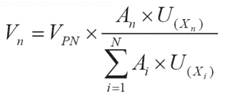 V_n = V_{PN} × \frac{A_n × U_{(X_n)}}{\sum_{i=1}^{N} A_i × U_{(X_i)}}